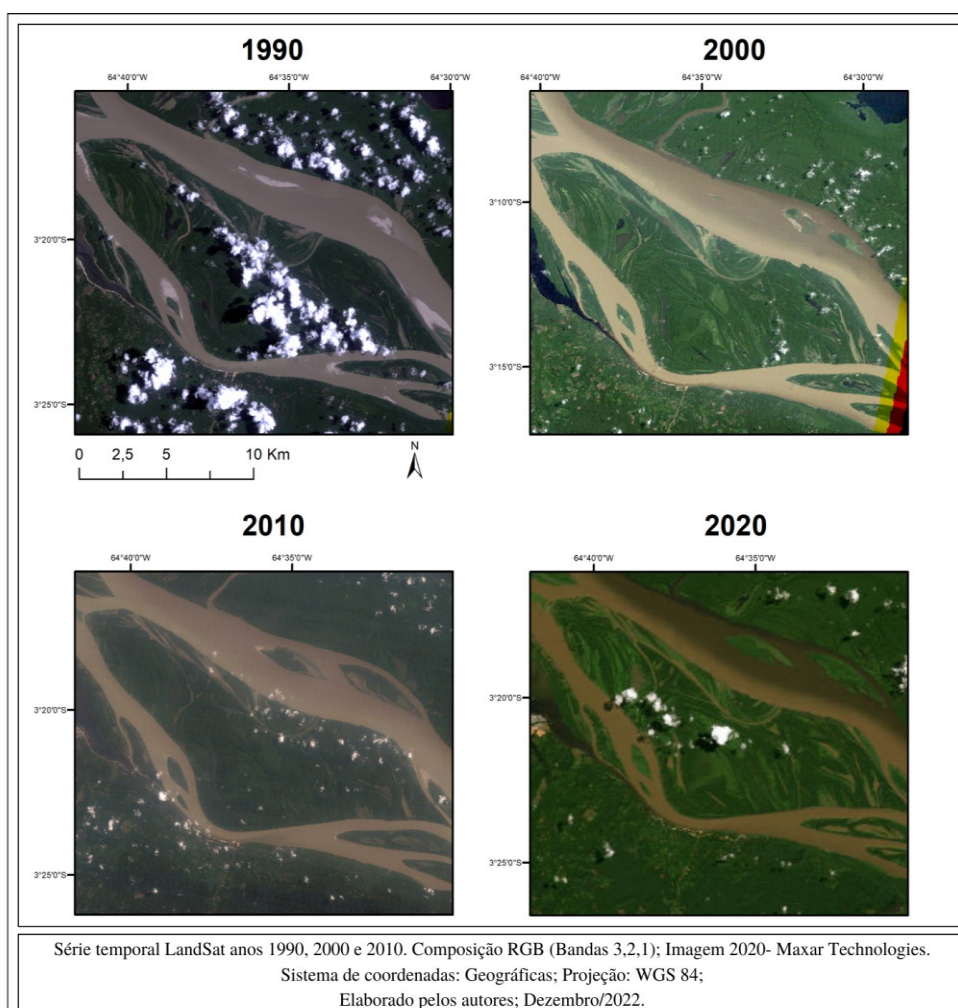 1990
64°40'0"W 64°35'0"W 64°30'0"W
3°20'0"S
3°25'0"S
2000
64°40'0"W 64°35'0"W 64°30'0"W
3°10'0"S
3°15'0"S
0 2,5 5 10 Km
N
2010
64°40'0"W 64°35'0"W
3°20'0"S
3°25'0"S
2020
64°40'0"W 64°35'0"W
3°20'0"S
3°25'0"S
Série temporal LandSat anos 1990, 2000 e 2010. Composição RGB (Bandas 3,2,1); Imagem 2020- Maxar Technologies.
Sistema de coordenadas: Geográficas; Projeção: WGS 84;
Elaborado pelos autores; Dezembro/2022.